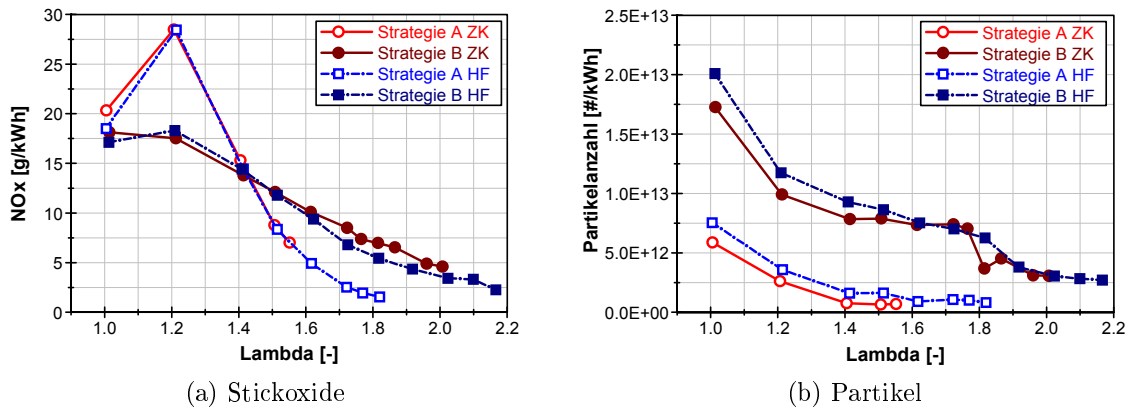 30
25
20
15
10
5
0
NOx [g/kWh]
Strategie A ZK
Strategie B ZK
Strategie A HF
Strategie B HF
1.0 1.2 1.4 1.6 1.8 2.0 2.2
Lambda [-]
(a) Stickoxide
2.5E+13
2.0E+13
1.5E+13
1.0E+13
5.0E+12
0.0E+00
Partikelanzahl [#/kWh]
Strategie A ZK
Strategie B ZK
Strategie A HF
Strategie B HF
1.0 1.2 1.4 1.6 1.8 2.0 2.2
Lambda [-]
(b) Partikel